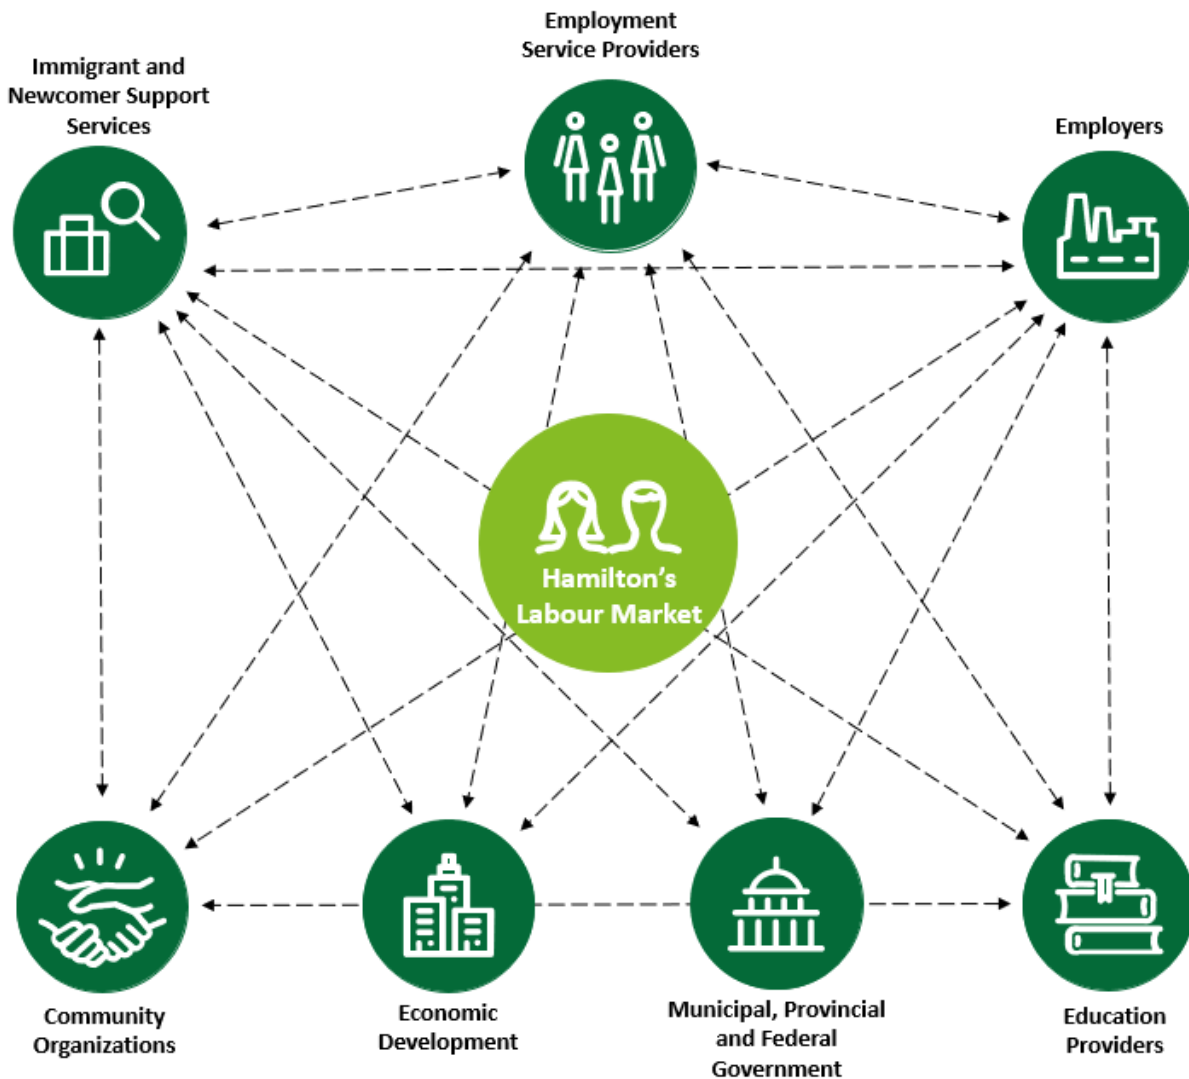 Employment
Service Providers
Immigrant and
Newcomer Support
Services
Employers
Hamilton's
Labour Market
Community
Organizations
Economic
Development
Municipal, Provincial
and Federal
Government
Education
Providers